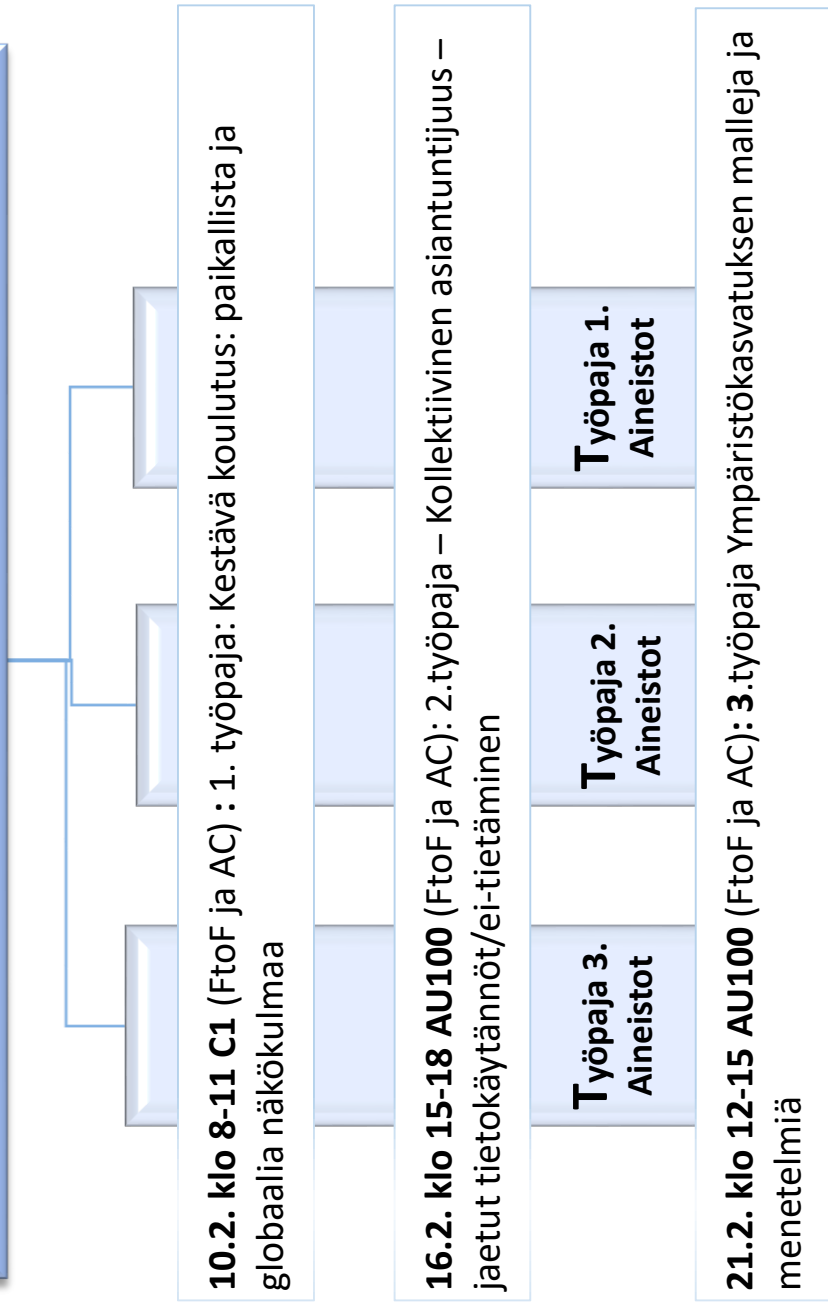 10.2. klo 8-11 C1 (FtoF ja AC) : 1. työpaja: Kestävä koulutus: paikallista ja
globaalia näkökulmaa
16.2. klo 15-18 AU100 (FtoF ja AC): 2.työpaja – Kollektiivinen asiantuntijuus –
jaetut tietokäytännöt/ei-tietäminen
Työpaja 3.
Aineistot
Työpaja 2.
Aineistot
Työpaja 1.
Aineistot
21.2. klo 12-15 AU100 (FtoF ja AC): 3.työpaja Ympäristökasvatuksen malleja ja
menetelmiä